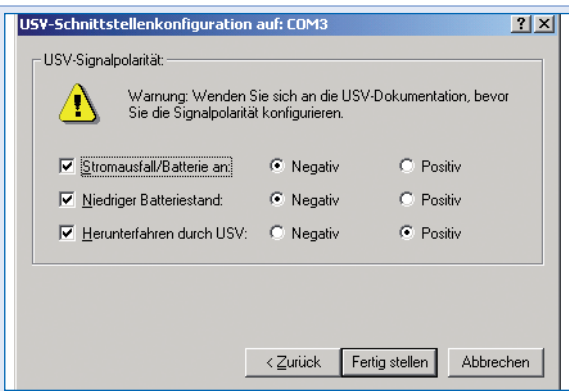 USV-Schnittstellenkonfiguration auf: COM3
USV-Signalpolarität:
Warnung: Wenden Sie sich an die USV-Dokumentation, bevor
Sie die Signalpolarität konfigurieren.
Stromausfall/Batterie an: Negativ Positiv
Niedriger Batteriestand: Negativ Positiv
Herunterfahren durch USV: Negativ Positiv
< Zurück Fertig stellen Abbrechen